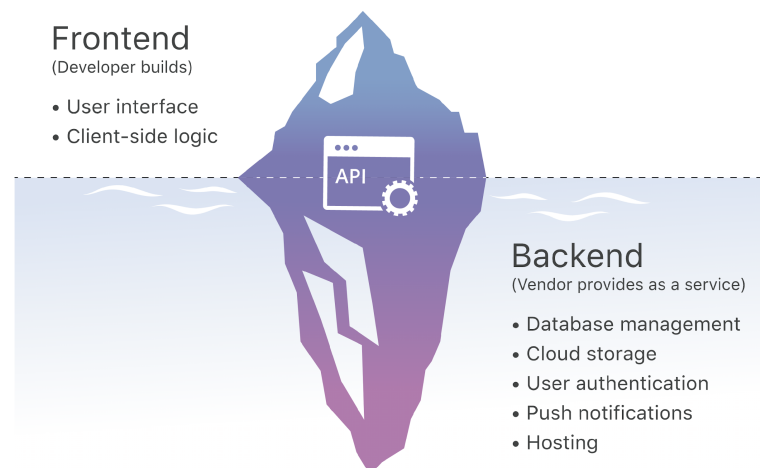 Frontend
(Developer builds)
• User interface
• Client-side logic
API
Backend
(Vendor provides as a service)
• Database management
• Cloud storage
• User authentication
• Push notifications
• Hosting